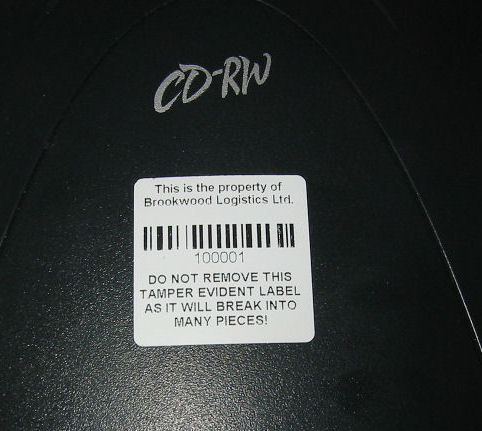 CD-RW
This is the property of
Brookwood Logistics Ltd.
100001
DO NOT REMOVE THIS
TAMPER EVIDENT LABEL
AS IT WILL BREAK INTO
MANY PIECES!